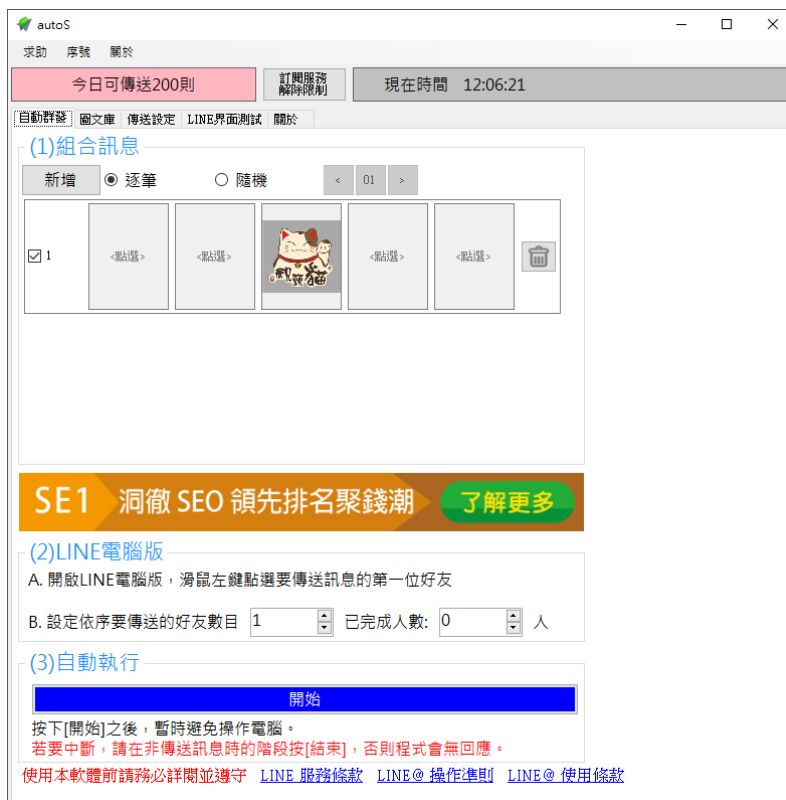 autoS
求助 序號 關於
今日可傳送200則 訂閱服務 解除限制 現在時間 12:06:21
自動群發 圖文庫 傳送設定 LINE界面測試 關於
(1)組合訊息
新增 逐筆 隨機 < 01 >
1 <點選> <點選> 招財貓 <點選> <點選>
SE1 洞徹 SEO 領先排名聚錢潮 了解更多
(2)LINE電腦版
A. 開啟LINE電腦版，滑鼠左鍵點選要傳送訊息的第一位好友
B. 設定依序要傳送的好友數目 1 已完成人數: 0 人
(3)自動執行
開始
按下[開始]之後，暫時避免操作電腦。
若要中斷，請在非傳送訊息時的階段按[結束]，否則程式會無回應。
使用本軟體前請務必詳閱並遵守 LINE 服務條款 LINE@ 操作準則 LINE@ 使用條款